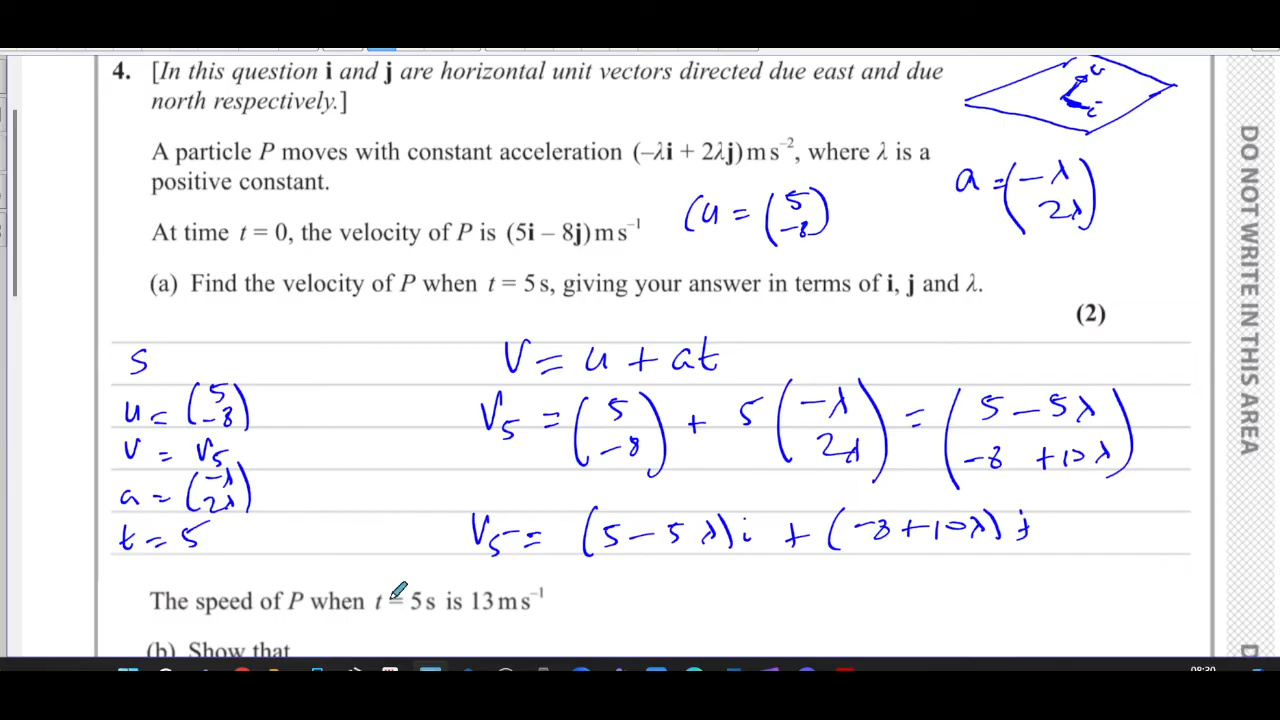 4. [In this question i and j are horizontal unit vectors directed due east and due
north respectively.]
A particle P moves with constant acceleration (–λi + 2λj) m s⁻², where λ is a
positive constant.
a = (−λ 2λ)
At time t = 0, the velocity of P is (5i – 8j) m s⁻¹
(u = (5 −8)
(a) Find the velocity of P when t = 5 s, giving your answer in terms of i, j and λ.
(2)
s
u = (5 −8)
v = v₅
a = (−λ 2λ)
t = 5
V = u + at
V₅ = (5 −8) + 5 (−λ 2λ) = (5 − 5λ −8 + 10λ)
V₅ = (5 − 5λ)i + (−8 + 10λ)j
The speed of P when t = 5 s is 13 m s⁻¹
(b) Show that
DO NOT WRITE IN THIS AREA
D
08:30